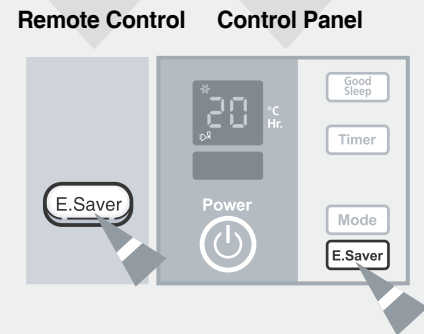 Remote Control Control Panel
Good
Sleep
20 °C
Hr.
Timer
E.Saver
Power
Mode
E.Saver